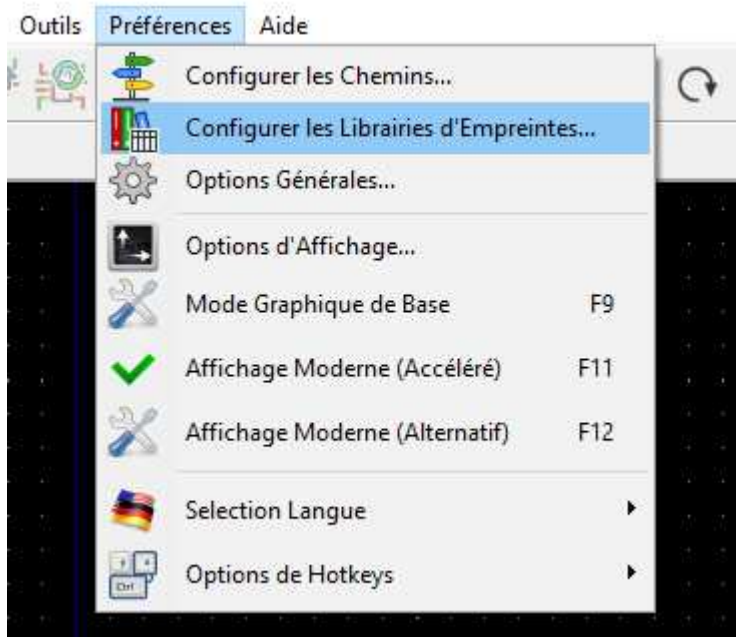 Outils Préférences Aide
Configurer les Chemins...
Configurer les Librairies d'Empreintes...
Options Générales...
Options d'Affichage...
Mode Graphique de Base F9
Affichage Moderne (Accéléré) F11
Affichage Moderne (Alternatif) F12
Selection Langue
Options de Hotkeys
Ctrl